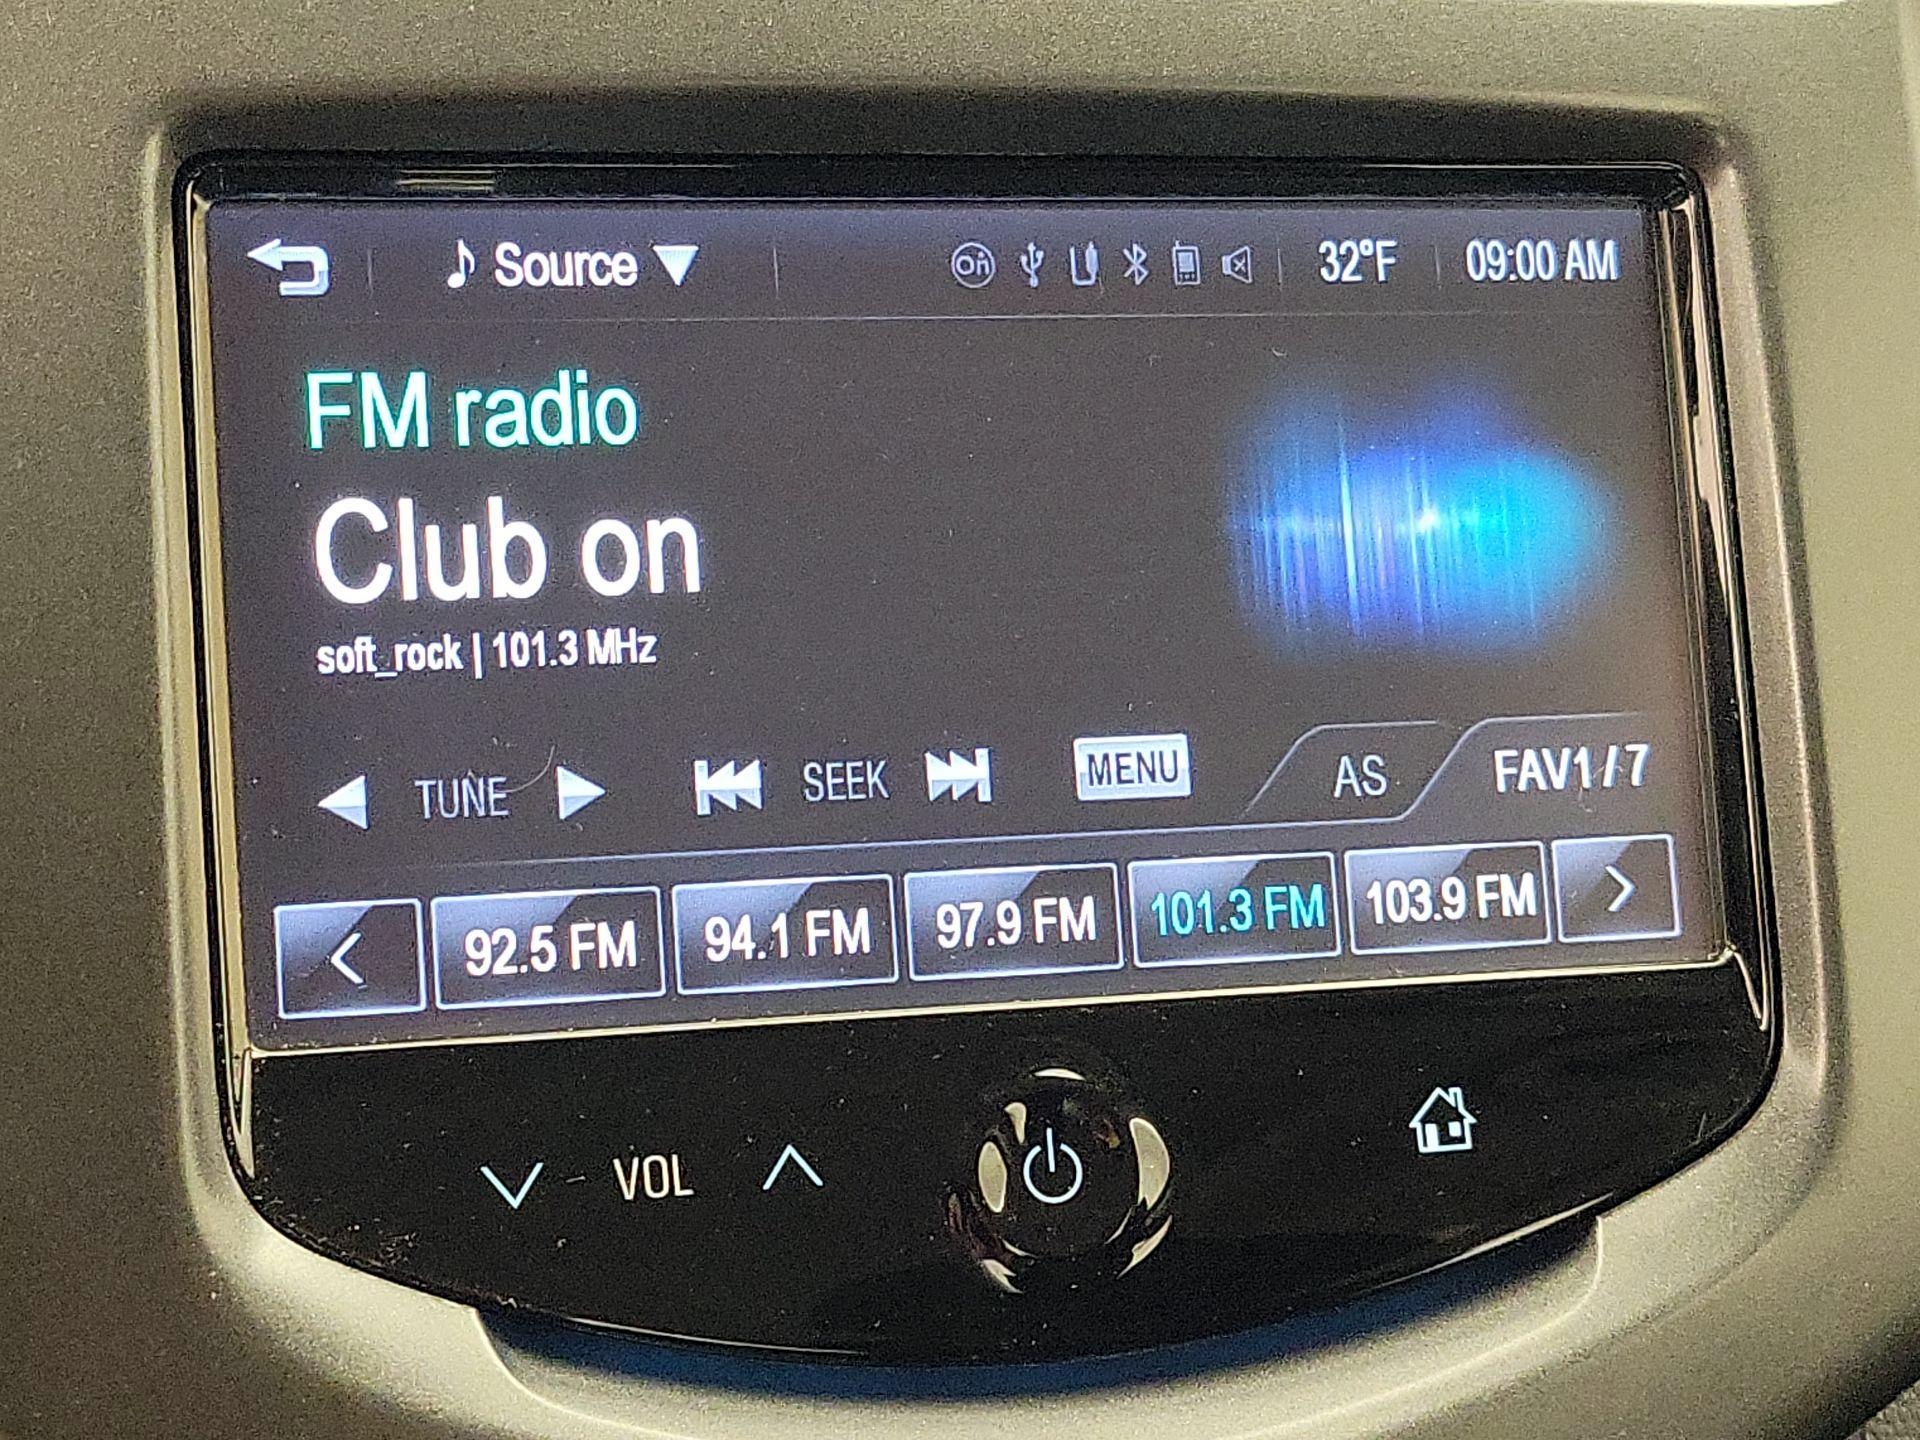 Source
On
32°F
09:00 AM
FM radio
Club on
soft_rock | 101.3 MHz
TUNE
SEEK
MENU
AS
FAV1 / 7
92.5 FM
94.1 FM
97.9 FM
101.3 FM
103.9 FM
VOL